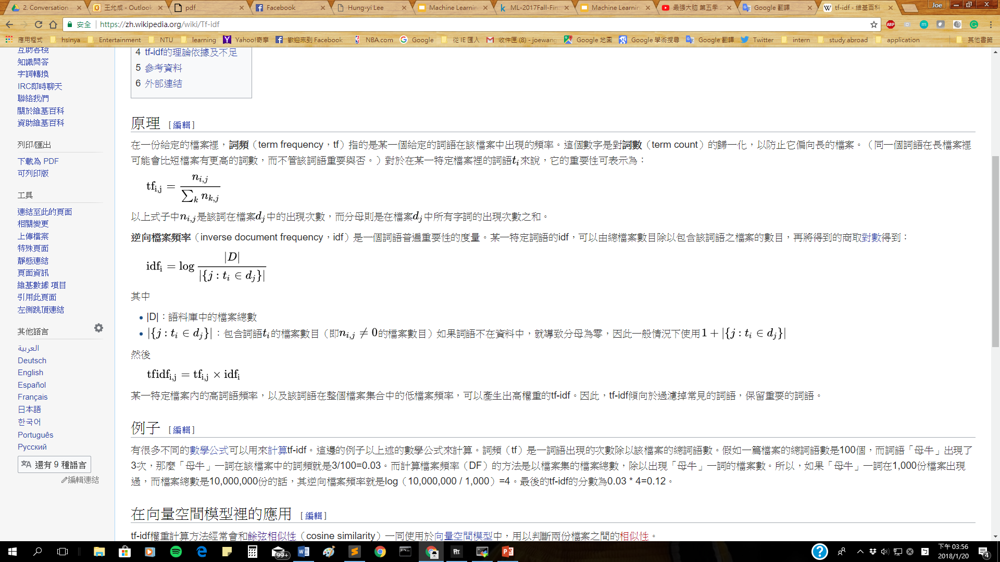 2. Conversation
王允成 - Outlook
pdf
Facebook
Hung-yi Lee
Machine Learnin
ML-2017Fall-Fin
Machine Learnin
最强大脑 第五季
Google 翻譯
tf-idf - 維基百科
Joe
安全 | https://zh.wikipedia.org/wiki/Tf-idf
ABP
應用程式 hsinya Entertainment NTU learning Yahoo!奇摩 歡迎來到 Facebook NBA.com Google 從 IE 匯入 收件匣 (8) - joewang Google 地圖 Google 學術搜尋 Google 翻譯 Twitter intern study abroad application 其他書籤
互助客棧
知識問答
字詞轉換
IRC即時聊天
聯絡我們
關於維基百科
資助維基百科
列印/匯出
下載為 PDF
可列印版
工具
連結至此的頁面
相關變更
上傳檔案
特殊頁面
靜態連結
頁面資訊
維基數據 項目
引用此頁面
左側跳頂連結
其他語言
العربية
Deutsch
English
Español
Français
日本語
한국어
Português
Русский
還有 9 種語言
編輯連結
4 tf-idf的理論依據及不足
5 參考資料
6 外部連結
原理 [編輯]
在一份給定的檔案裡，詞頻（term frequency，tf）指的是某一個給定的詞語在該檔案中出現的頻率。這個數字是對詞數（term count）的歸一化，以防止它偏向長的檔案。（同一個詞語在長檔案裡
可能會比短檔案有更高的詞數，而不管該詞語重要與否。）對於在某一特定檔案裡的詞語t_i來說，它的重要性可表示為：
tf_{i,j} = n_{i,j} / ∑_k n_{k,j}
以上式子中n_{i,j}是該詞在檔案d_j中的出現次數，而分母則是在檔案d_j中所有字詞的出現次數之和。
逆向檔案頻率（inverse document frequency，idf）是一個詞語普遍重要性的度量。某一特定詞語的idf，可以由總檔案數目除以包含該詞語之檔案的數目，再將得到的商取對數得到：
idf_i = log |D| / |{j : t_i ∈ d_j}|
其中
• |D|：語料庫中的檔案總數
• |{j : t_i ∈ d_j}|：包含詞語t_i的檔案數目（即n_{i,j} ≠ 0的檔案數目）如果詞語不在資料中，就導致分母為零，因此一般情況下使用1 + |{j : t_i ∈ d_j}|
然後
tfidf_{i,j} = tf_{i,j} × idf_i
某一特定檔案內的高詞語頻率，以及該詞語在整個檔案集合中的低檔案頻率，可以產生出高權重的tf-idf。因此，tf-idf傾向於過濾掉常見的詞語，保留重要的詞語。
例子 [編輯]
有很多不同的數學公式可以用來計算tf-idf。這邊的例子以上述的數學公式來計算。詞頻（tf）是一詞語出現的次數除以該檔案的總詞語數。假如一篇檔案的總詞語數是100個，而詞語「母牛」出現了
3次，那麼「母牛」一詞在該檔案中的詞頻就是3/100=0.03。而計算檔案頻率（DF）的方法是以檔案集的檔案總數，除以出現「母牛」一詞的檔案數。所以，如果「母牛」一詞在1,000份檔案出現
過，而檔案總數是10,000,000份的話，其逆向檔案頻率就是log（10,000,000 / 1,000）=4。最後的tf-idf的分數為0.03 * 4=0.12。
在向量空間模型裡的應用 [編輯]
tf-idf權重計算方法經常會和餘弦相似性（cosine similarity）一同使用於向量空間模型中，用以判斷兩份檔案之間的相似性。
99+
下午 03:56
2018/1/20
4